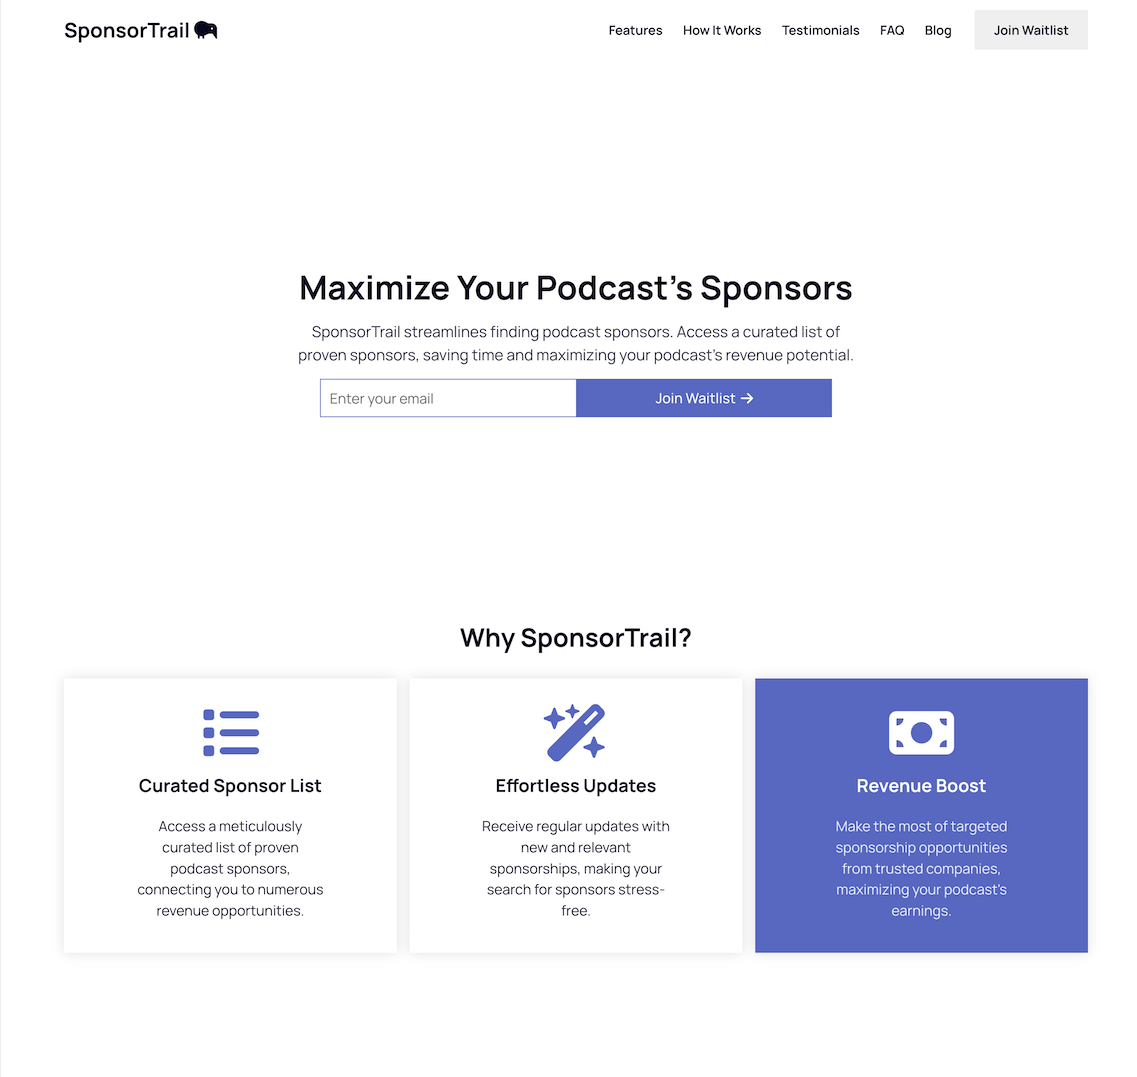 SponsorTrail
Features
How It Works
Testimonials
FAQ
Blog
Join Waitlist
Maximize Your Podcast's Sponsors
SponsorTrail streamlines finding podcast sponsors. Access a curated list of
proven sponsors, saving time and maximizing your podcast's revenue potential.
Enter your email
Join Waitlist →
Why SponsorTrail?
Curated Sponsor List
Access a meticulously
curated list of proven
podcast sponsors,
connecting you to numerous
revenue opportunities.
Effortless Updates
Receive regular updates with
new and relevant
sponsorships, making your
search for sponsors stress-
free.
Revenue Boost
Make the most of targeted
sponsorship opportunities
from trusted companies,
maximizing your podcast's
earnings.